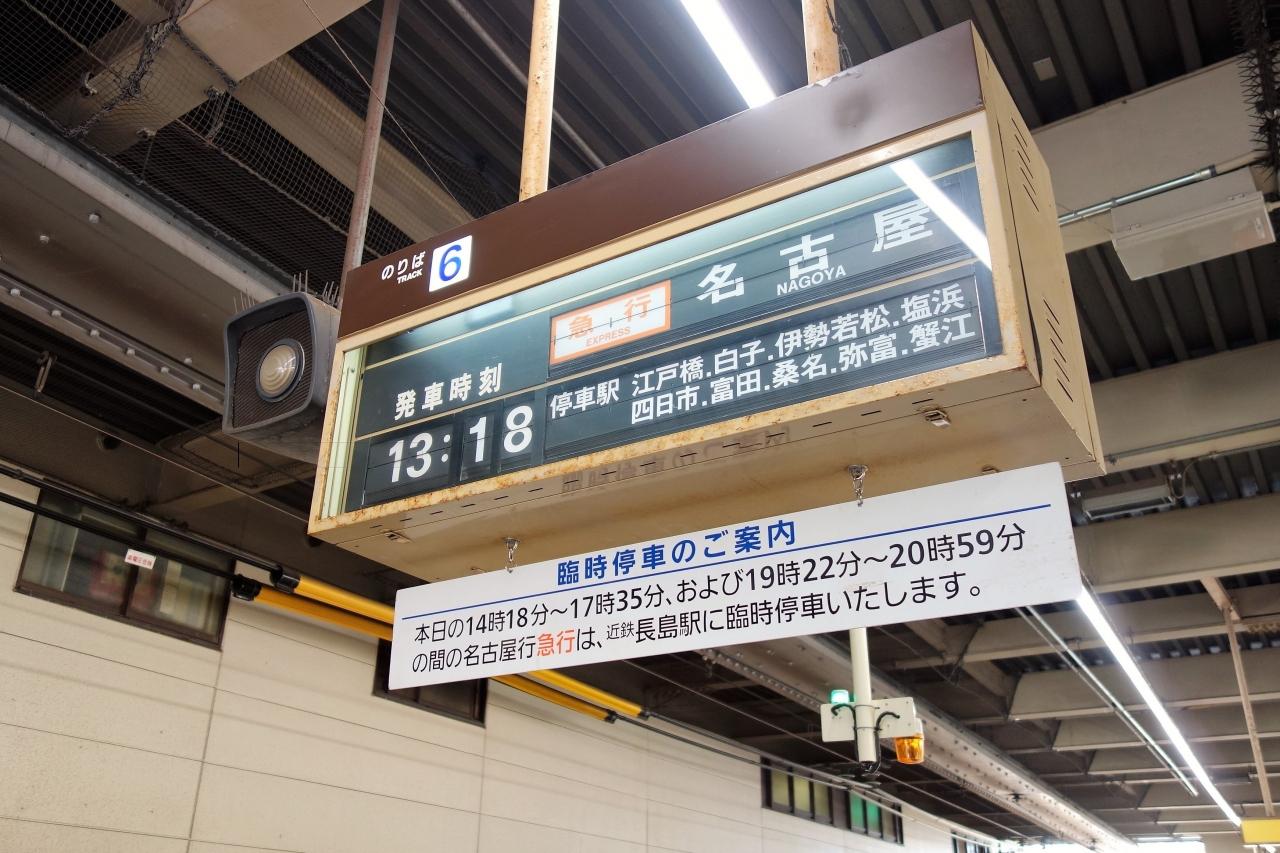 のりば
TRACK
6
急行
EXPRESS
名古屋
NAGOYA
発車時刻
13:18
停車駅 江戸橋.白子.伊勢若松.塩浜
四日市.富田.桑名.弥富.蟹江
臨時停車のご案内
本日の14時18分～17時35分、および19時22分～20時59分
の間の名古屋行急行は、近鉄長島駅に臨時停車いたします。